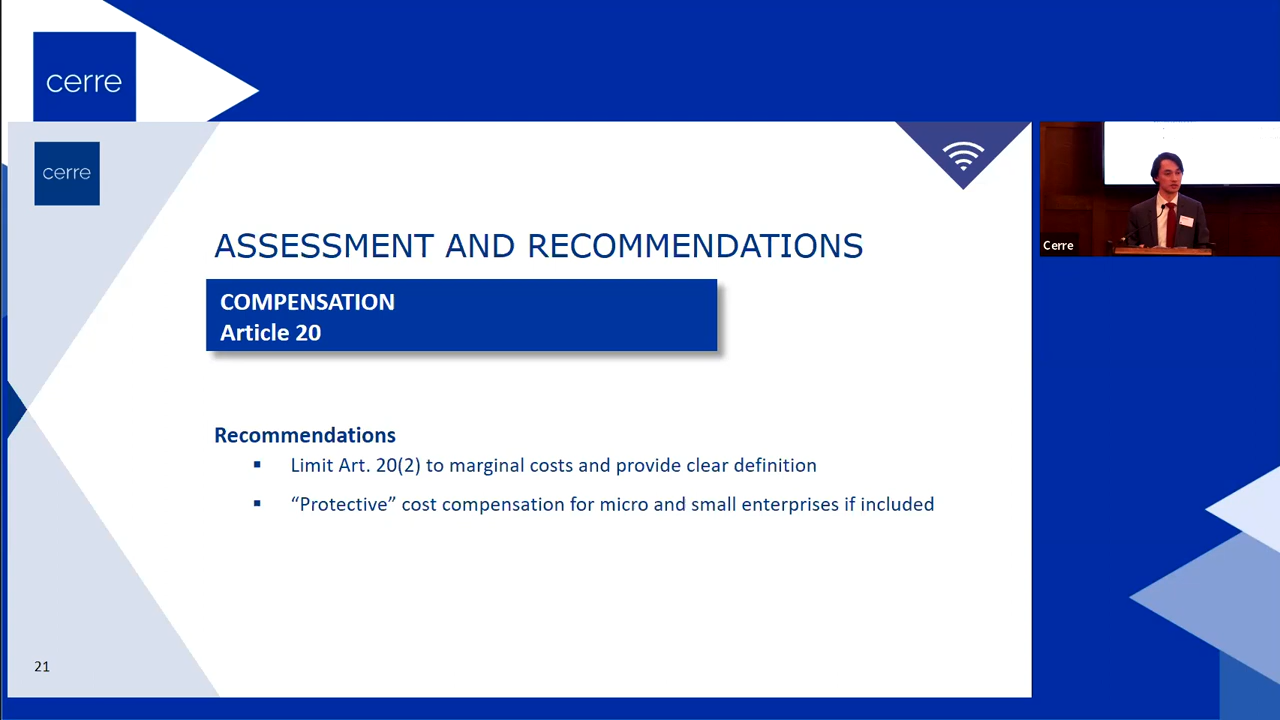 cerre
cerre
ASSESSMENT AND RECOMMENDATIONS
COMPENSATION
Article 20
Recommendations
▪ Limit Art. 20(2) to marginal costs and provide clear definition
▪ “Protective” cost compensation for micro and small enterprises if included
21
Cerre